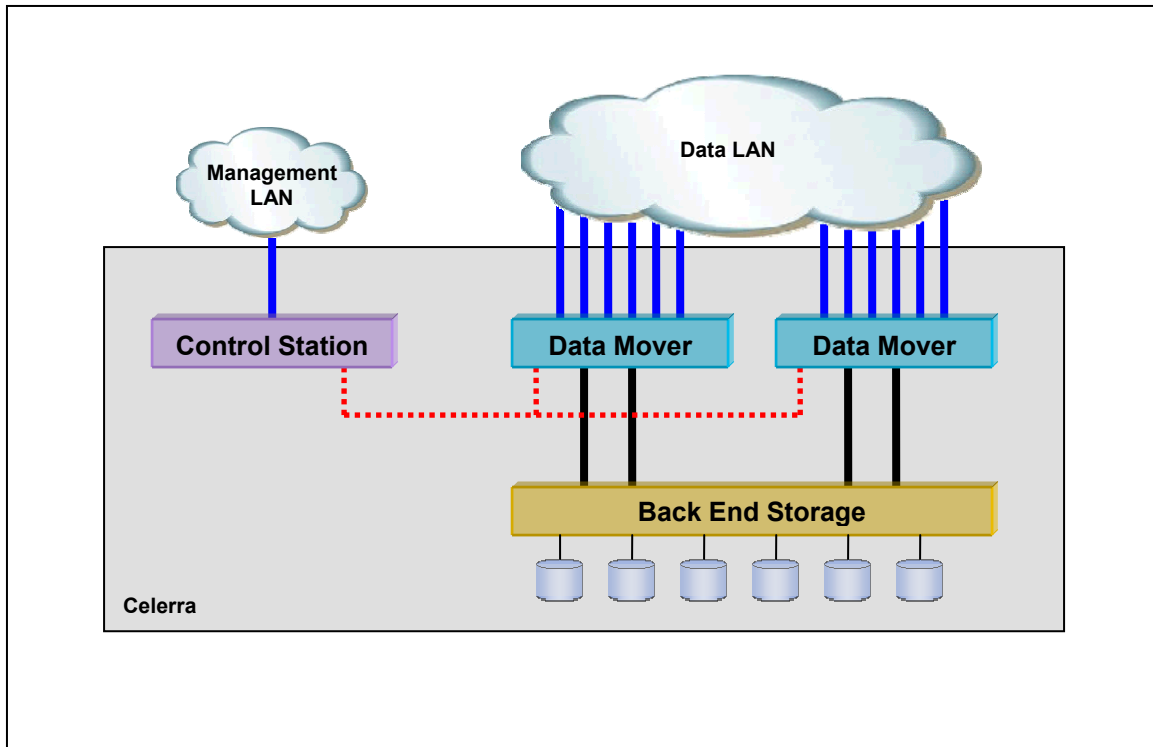 Management
LAN
Data LAN
Control Station
Data Mover
Data Mover
Back End Storage
Celerra